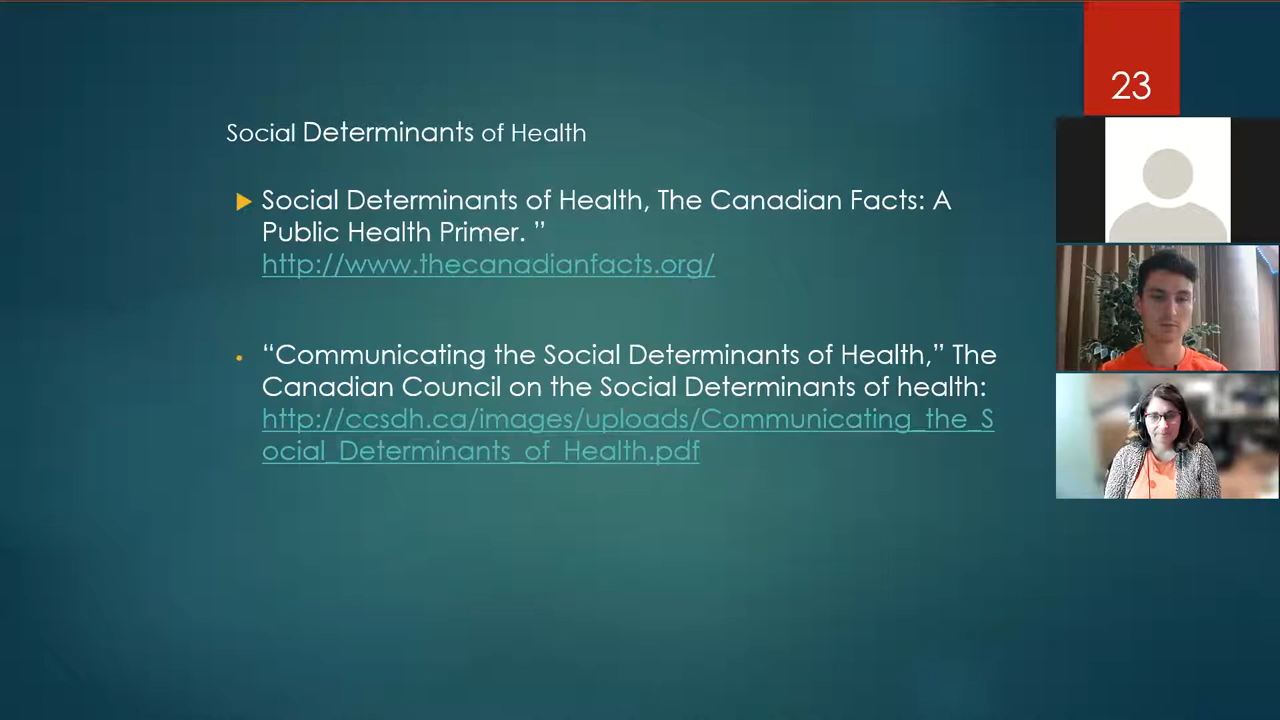 23
Social Determinants of Health
Social Determinants of Health, The Canadian Facts: A
Public Health Primer. ”
http://www.thecanadianfacts.org/
“Communicating the Social Determinants of Health,” The
Canadian Council on the Social Determinants of health:
http://ccsdh.ca/images/uploads/Communicating_the_S
ocial_Determinants_of_Health.pdf